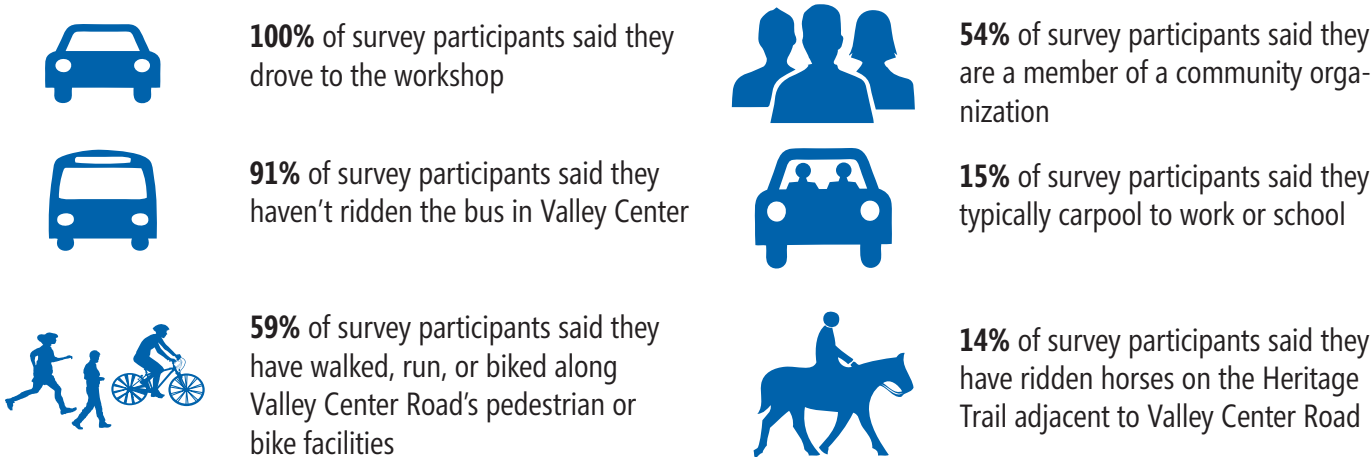 100% of survey participants said they
drove to the workshop
54% of survey participants said they
are a member of a community orga-
nization
91% of survey participants said they
haven’t ridden the bus in Valley Center
15% of survey participants said they
typically carpool to work or school
59% of survey participants said they
have walked, run, or biked along
Valley Center Road’s pedestrian or
bike facilities
14% of survey participants said they
have ridden horses on the Heritage
Trail adjacent to Valley Center Road